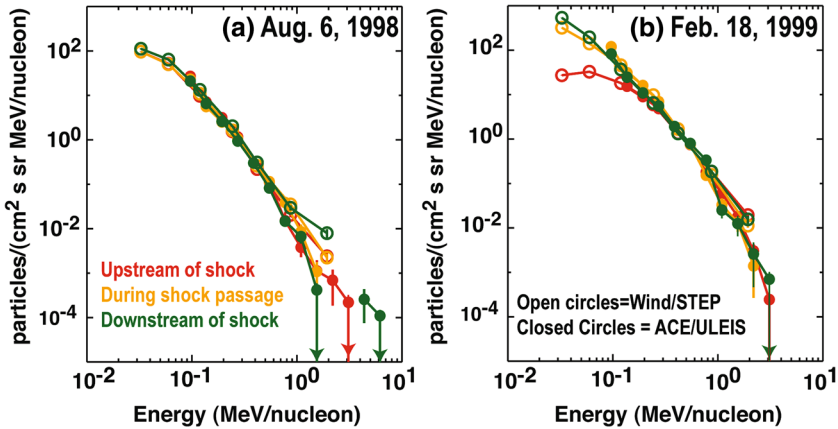 (a) Aug. 6, 1998
particles/(cm² s sr MeV/nucleon)
10²
10⁰
10⁻²
10⁻⁴
Upstream of shock
During shock passage
Downstream of shock
10⁻²
10⁻¹
10⁰
10¹
Energy (MeV/nucleon)
(b) Feb. 18, 1999
particles/(cm² s sr MeV/nucleon)
10²
10⁰
10⁻²
10⁻⁴
Open circles=Wind/STEP
Closed Circles = ACE/ULEIS
10⁻²
10⁻¹
10⁰
10¹
Energy (MeV/nucleon)